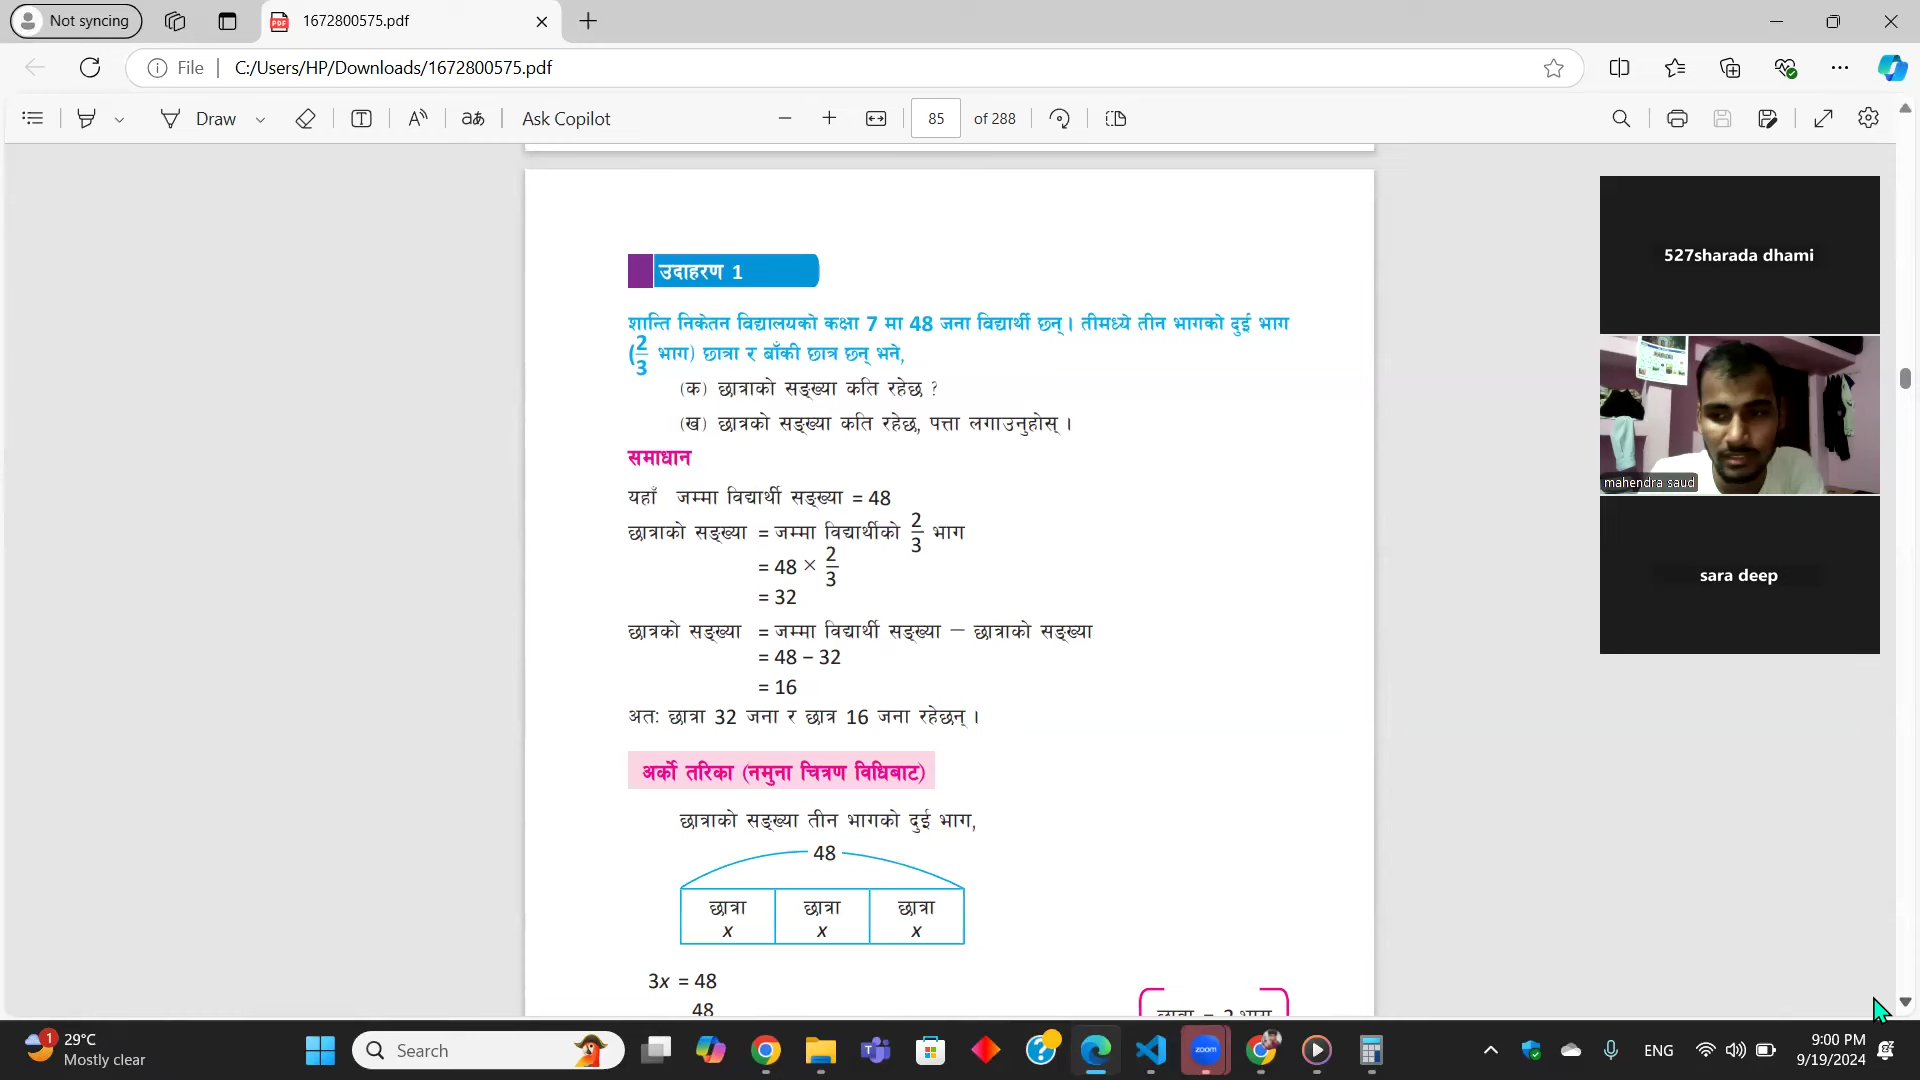 Not syncing
1672800575.pdf
File
C:/Users/HP/Downloads/1672800575.pdf
Draw
aあ
Ask Copilot
85 of 288
उदाहरण 1
शान्ति निकेतन विद्यालयको कक्षा 7 मा 48 जना विद्यार्थी छन् । तीमध्ये तीन भागको दुई भाग
(2/3 भाग) छात्रा र बाँकी छात्र छन् भने,
(क) छात्राको सङ्ख्या कति रहेछ ?
(ख) छात्रको सङ्ख्या कति रहेछ, पत्ता लगाउनुहोस् ।
समाधान
यहाँ जम्मा विद्यार्थी सङ्ख्या = 48
छात्राको सङ्ख्या = जम्मा विद्यार्थीको 2/3 भाग
= 48 × 2/3
= 32
छात्रको सङ्ख्या = जम्मा विद्यार्थी सङ्ख्या – छात्राको सङ्ख्या
= 48 – 32
= 16
अतः छात्रा 32 जना र छात्र 16 जना रहेछन् ।
अर्को तरिका (नमुना चित्रण विधिबाट)
छात्राको सङ्ख्या तीन भागको दुई भाग,
48
छात्रा छात्रा छात्रा
x x x
3x = 48
48
छात्रा = 2 भाग
527sharada dhami
mahendra saud
sara deep
1
29°C
Mostly clear
Search
zoom
ENG
9:00 PM
9/19/2024